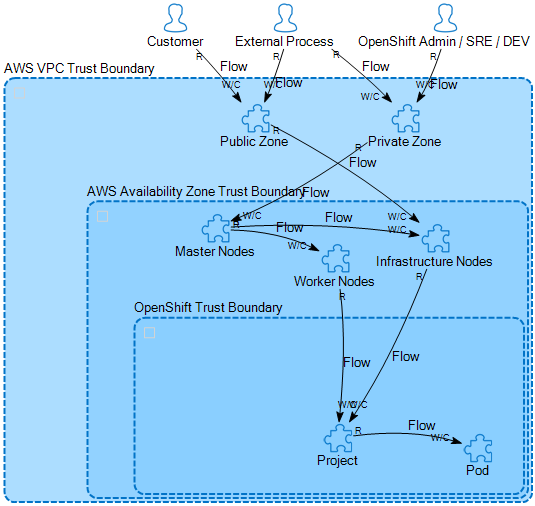 Customer
External Process
OpenShift Admin / SRE / DEV
R
R
R
R
Flow
Flow
Flow
Flow
AWS VPC Trust Boundary
W/C
W/C
W/C
W/C
Public Zone
Private Zone
R
R
Flow
Flow
AWS Availability Zone Trust Boundary
W/C
W/C
R
Flow
Flow
W/C
W/C
Master Nodes
Worker Nodes
Infrastructure Nodes
R
R
OpenShift Trust Boundary
Flow
Flow
W/C
W/C
R
Flow
W/C
Project
Pod